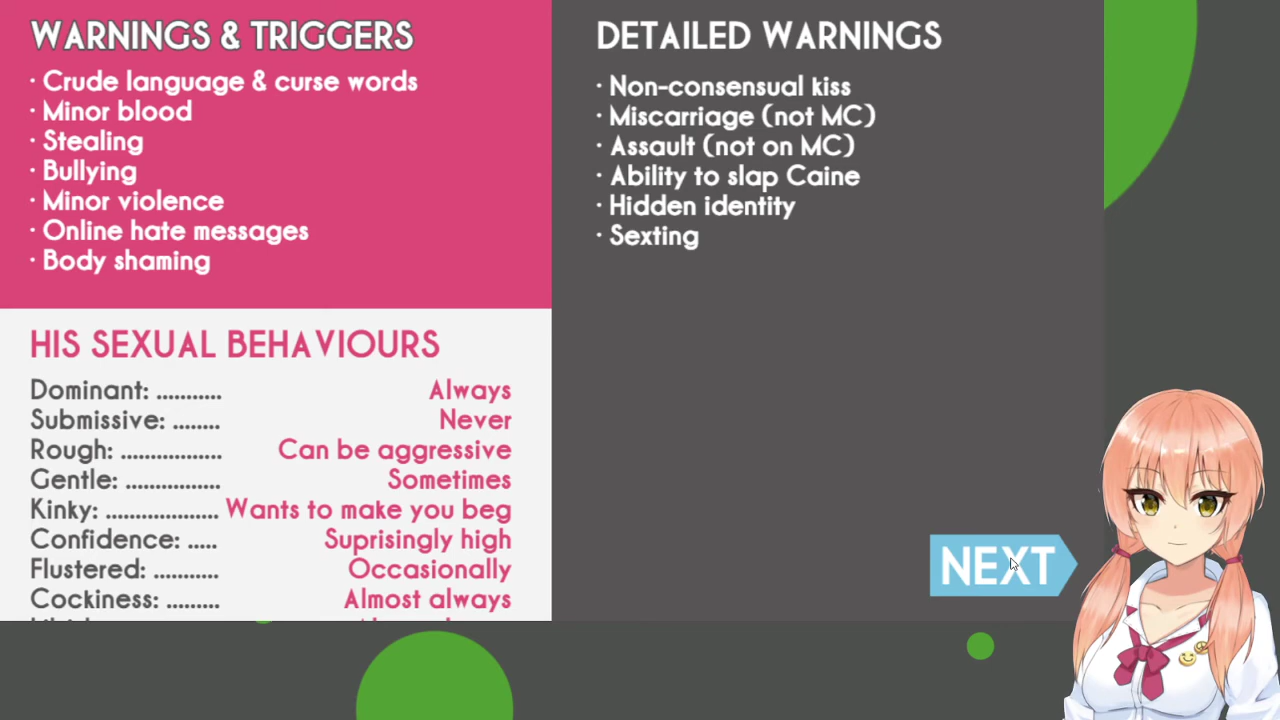 WARNINGS & TRIGGERS
· Crude language & curse words
· Minor blood
· Stealing
· Bullying
· Minor violence
· Online hate messages
· Body shaming
HIS SEXUAL BEHAVIOURS
Dominant: ........... Always
Submissive: ........ Never
Rough: ................. Can be aggressive
Gentle: ................ Sometimes
Kinky: .................... Wants to make you beg
Confidence: ..... Suprisingly high
Flustered: ........... Occasionally
Cockiness: ......... Almost always
DETAILED WARNINGS
· Non-consensual kiss
· Miscarriage (not MC)
· Assault (not on MC)
· Ability to slap Caine
· Hidden identity
· Sexting
NEXT